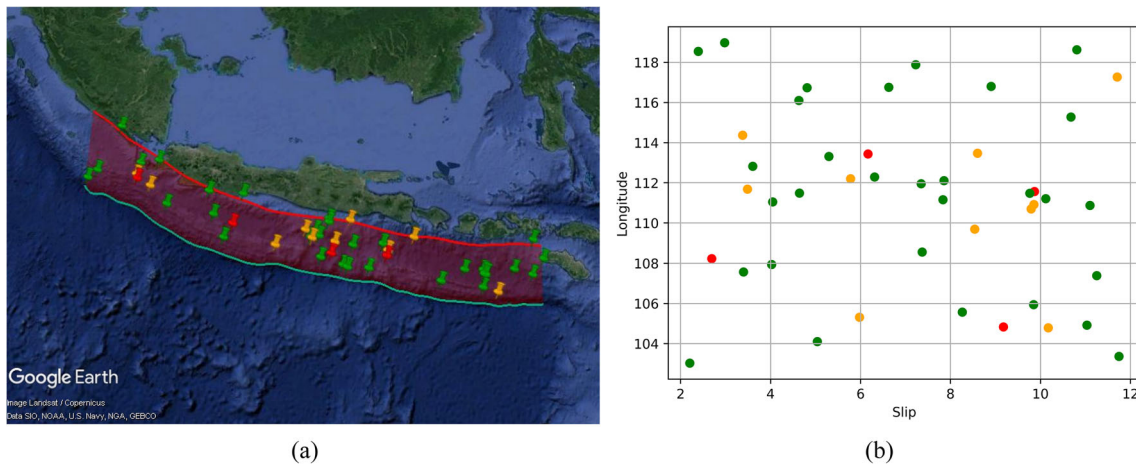 Google Earth
Image Landsat / Copernicus
Data SIO, NOAA, U.S. Navy, NGA, GEBCO
(a)
118
116
114
112
110
108
106
104
Longitude
2 4 6 8 10 12
Slip
(b)